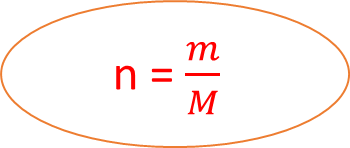 n = m/M